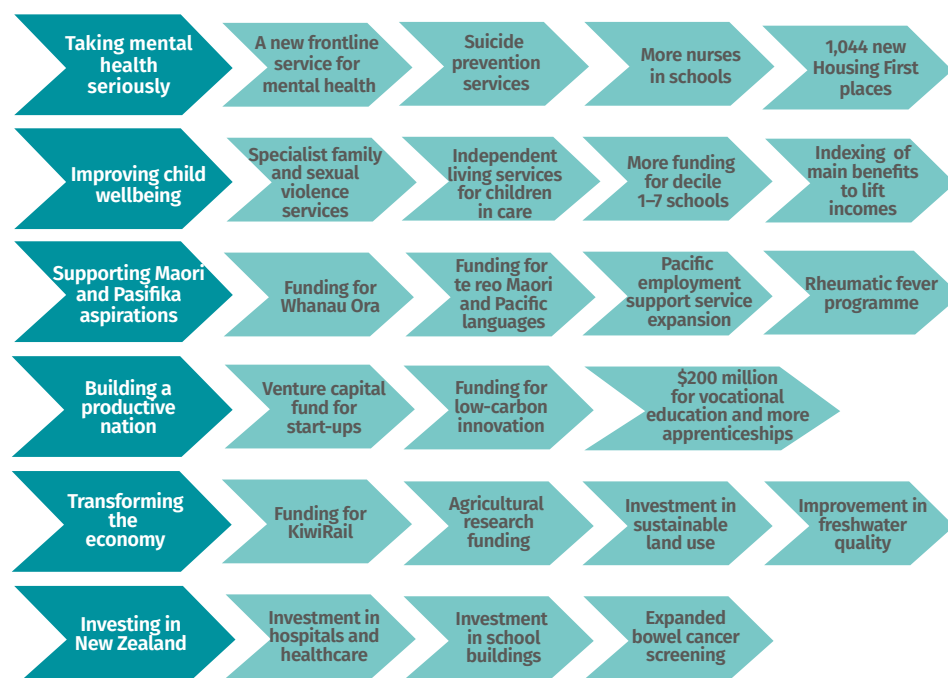 Taking mental
health
seriously
A new frontline
service for
mental health
Suicide
prevention
services
More nurses
in schools
1,044 new
Housing First
places
Improving child
wellbeing
Specialist family
and sexual
violence
services
Independent
living services
for children
in care
More funding
for decile
1–7 schools
Indexing of
main benefits
to lift
incomes
Supporting Maori
and Pasifika
aspirations
Funding for
Whanau Ora
Funding for
te reo Maori
and Pacific
languages
Pacific
employment
support service
expansion
Rheumatic fever
programme
Building a
productive
nation
Venture capital
fund for
start-ups
Funding for
low-carbon
innovation
$200 million
for vocational
education and more
apprenticeships
Transforming
the
economy
Funding for
KiwiRail
Agricultural
research
funding
Investment in
sustainable
land use
Improvement in
freshwater
quality
Investing in
New Zealand
Investment in
hospitals and
healthcare
Investment
in school
buildings
Expanded
bowel cancer
screening